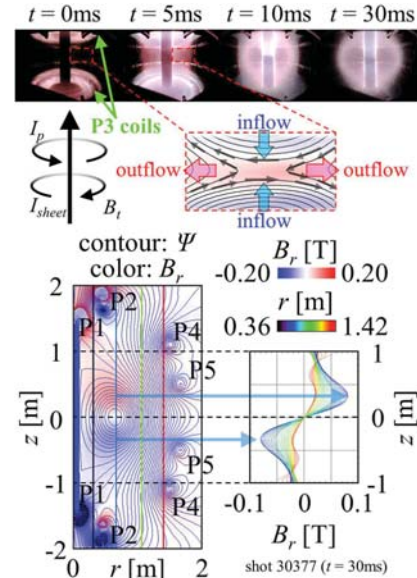 t = 0ms t = 5ms t = 10ms t = 30ms
P3 coils
I_p
I_sheet B_t
inflow
outflow outflow
inflow
contour: Ψ
color: B_r
B_r [T]
-0.20 0.20
r [m]
0.36 1.42
2
1
0
-1
-2
z [m]
P1 P2
P4
P5
P5
P1 P4
P2
0 r [m] 2
1
0
-1
z [m]
-0.1 0 0.1
B_r [T]
shot 30377 (t = 30ms)